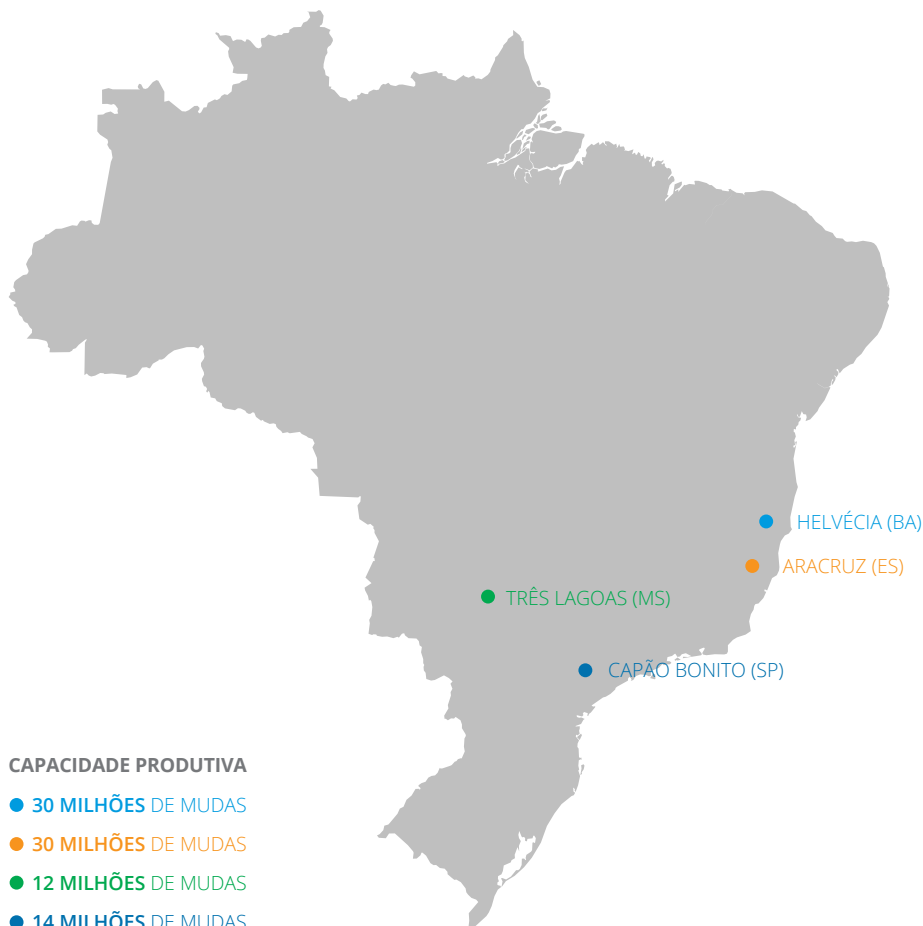 HELVÉCIA (BA)
ARACRUZ (ES)
TRÊS LAGOAS (MS)
CAPÃO BONITO (SP)
CAPACIDADE PRODUTIVA
30 MILHÕES DE MUDAS
30 MILHÕES DE MUDAS
12 MILHÕES DE MUDAS
14 MILHÕES DE MUDAS